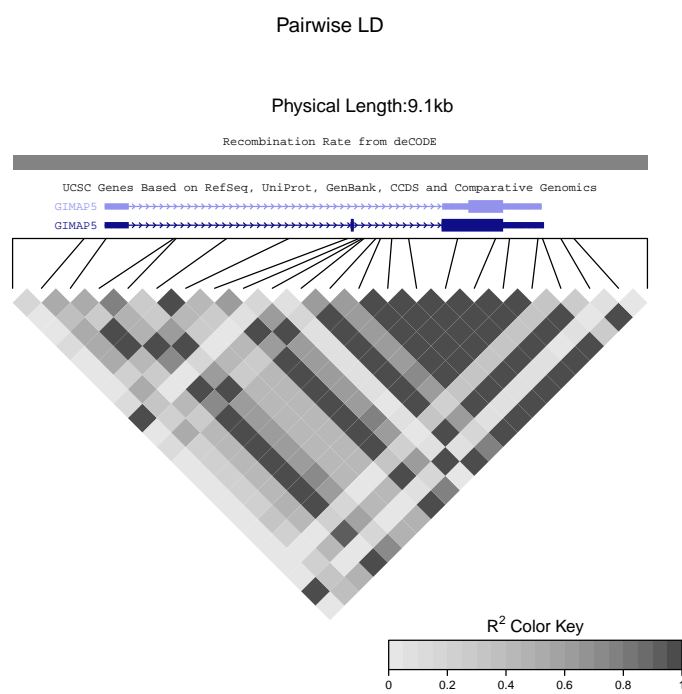 Pairwise LD
Physical Length:9.1kb
Recombination Rate from deCODE
UCSC Genes Based on RefSeq, UniProt, GenBank, CCDS and Comparative Genomics
GIMAP5
GIMAP5
R² Color Key
0 0.2 0.4 0.6 0.8 1